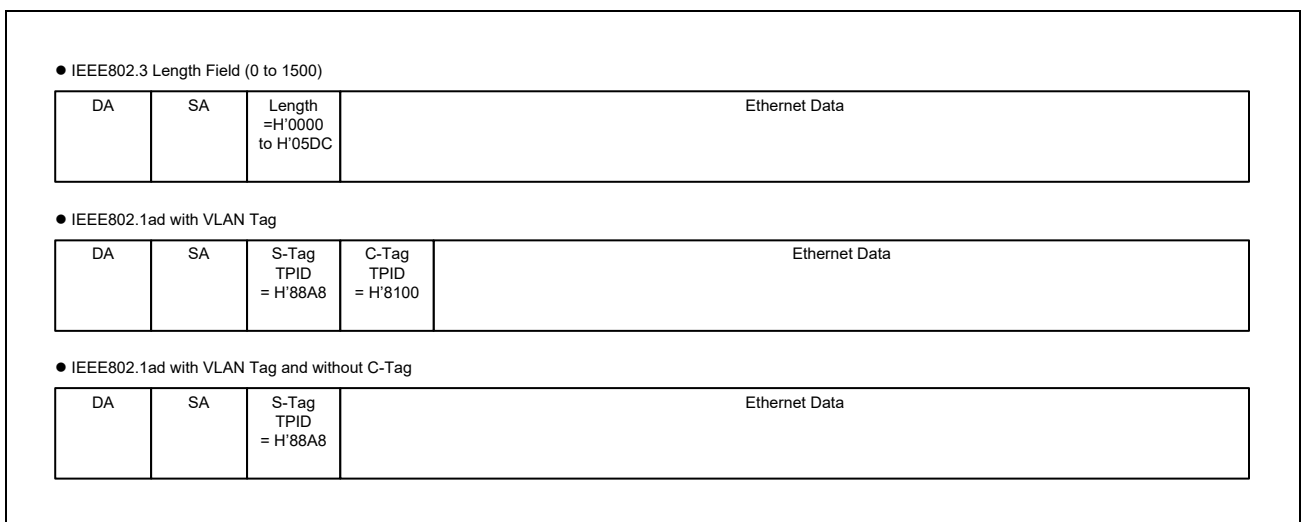 ● IEEE802.3 Length Field (0 to 1500)
DA
SA
Length
=H'0000
to H'05DC
Ethernet Data
● IEEE802.1ad with VLAN Tag
DA
SA
S-Tag
TPID
= H'88A8
C-Tag
TPID
= H'8100
Ethernet Data
● IEEE802.1ad with VLAN Tag and without C-Tag
DA
SA
S-Tag
TPID
= H'88A8
Ethernet Data